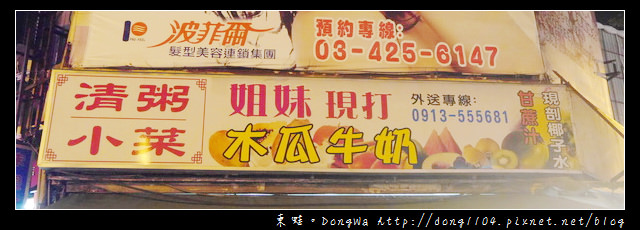 波菲爾
髮型美容連鎖集團
預約專線:
03-425-6147
清粥
小菜
姐妹 現打
木瓜牛奶
外送專線:
0913-555681
甘蔗汁
現剖椰子水
東蛙。DongWa http://dong1104.pixnet.net/blog